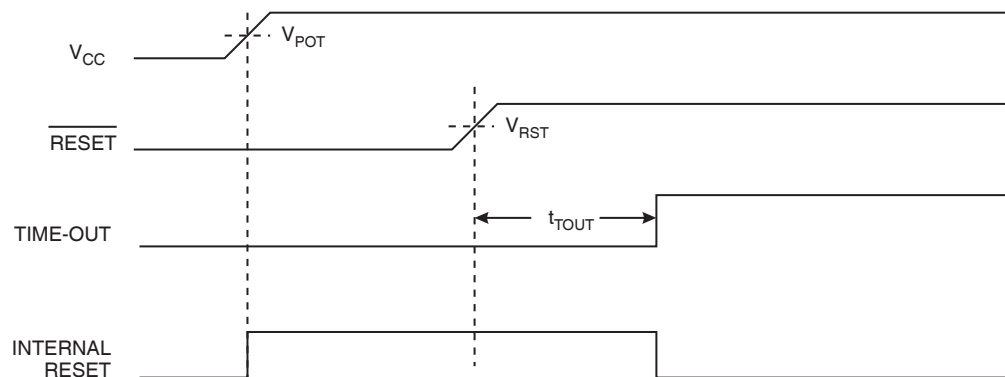 V_POT
V_CC
V_RST
RESET
t_TOUT
TIME-OUT
INTERNAL
RESET